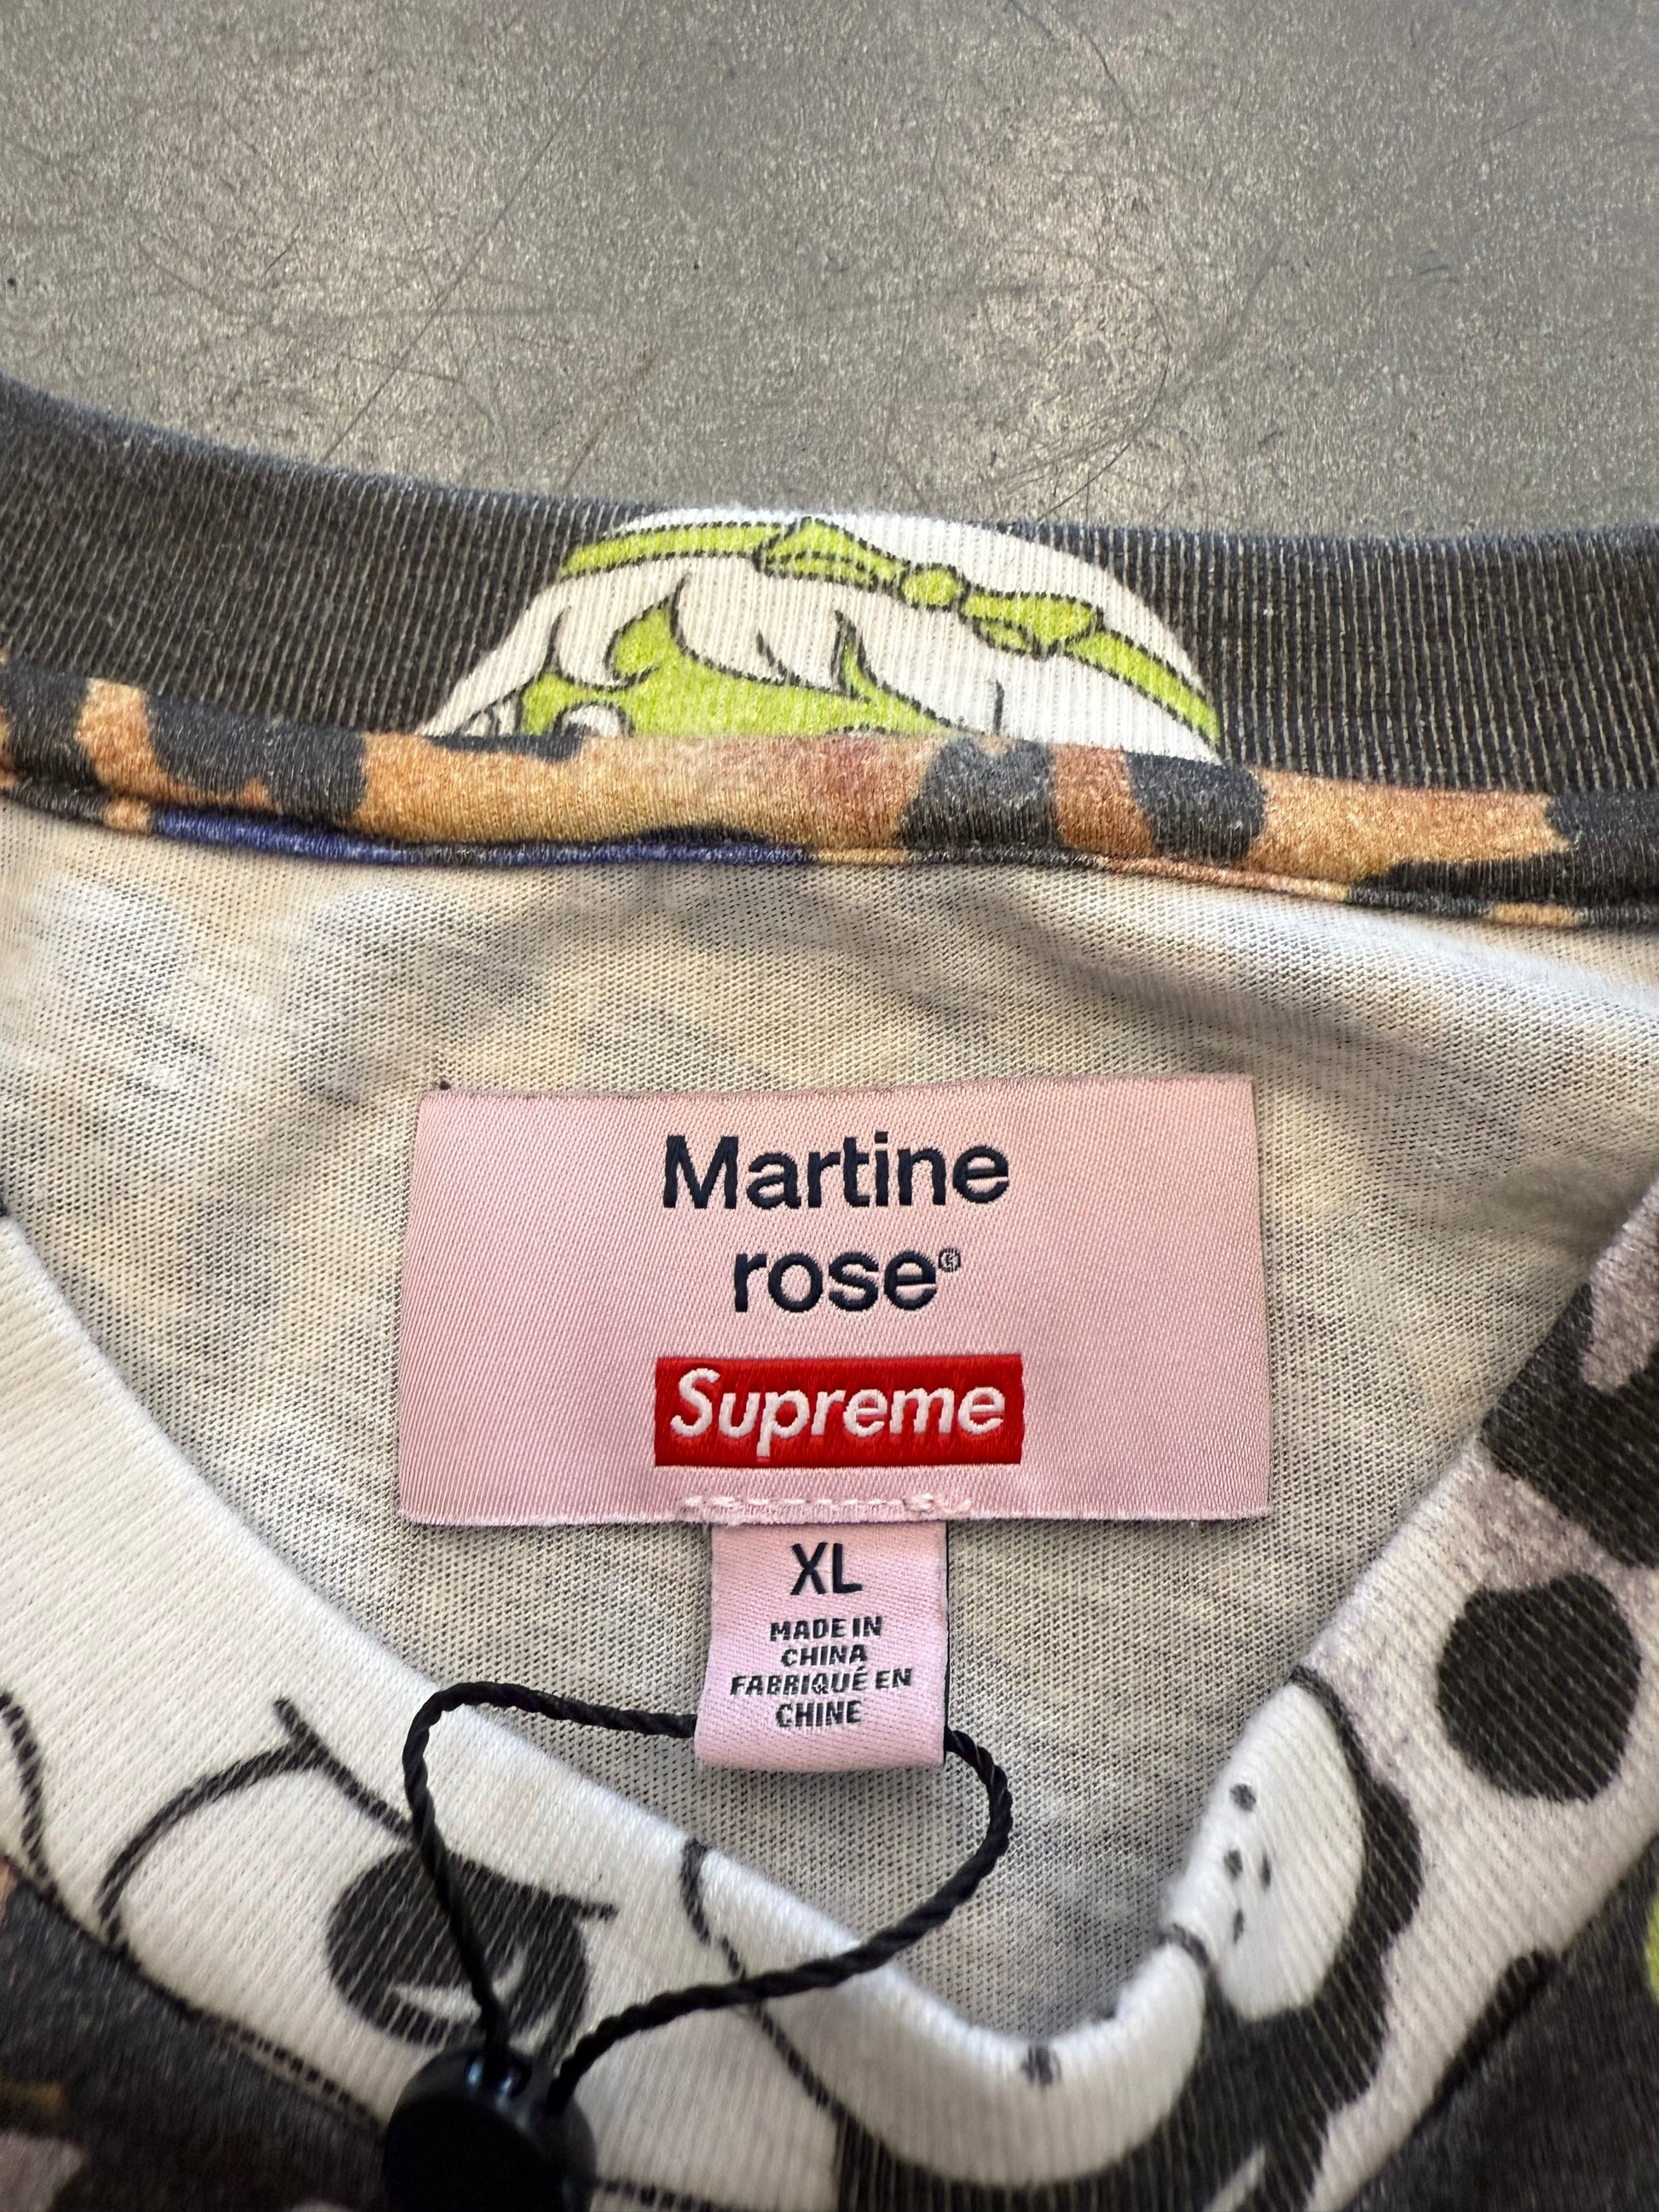 Martine
rose®
Supreme
XL
MADE IN
CHINA
FABRIQUÉ EN
CHINE